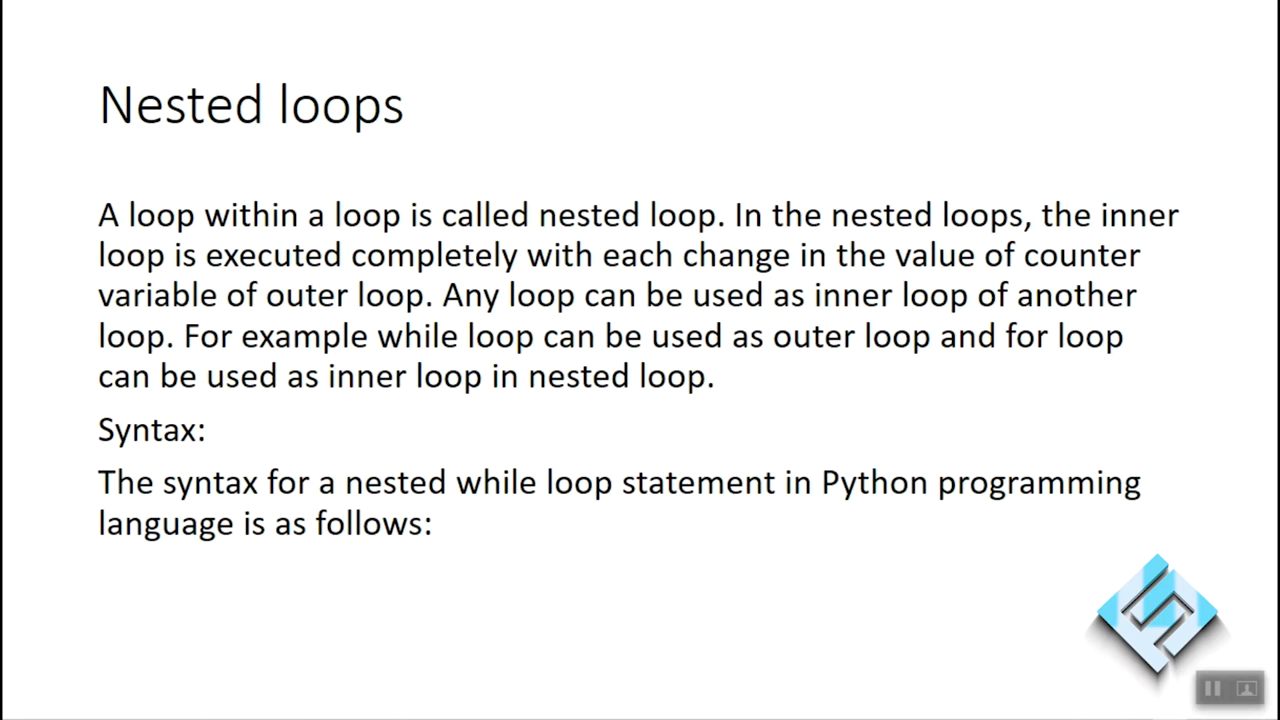 Nested loops
A loop within a loop is called nested loop. In the nested loops, the inner
loop is executed completely with each change in the value of counter
variable of outer loop. Any loop can be used as inner loop of another
loop. For example while loop can be used as outer loop and for loop
can be used as inner loop in nested loop.
Syntax:
The syntax for a nested while loop statement in Python programming
language is as follows: